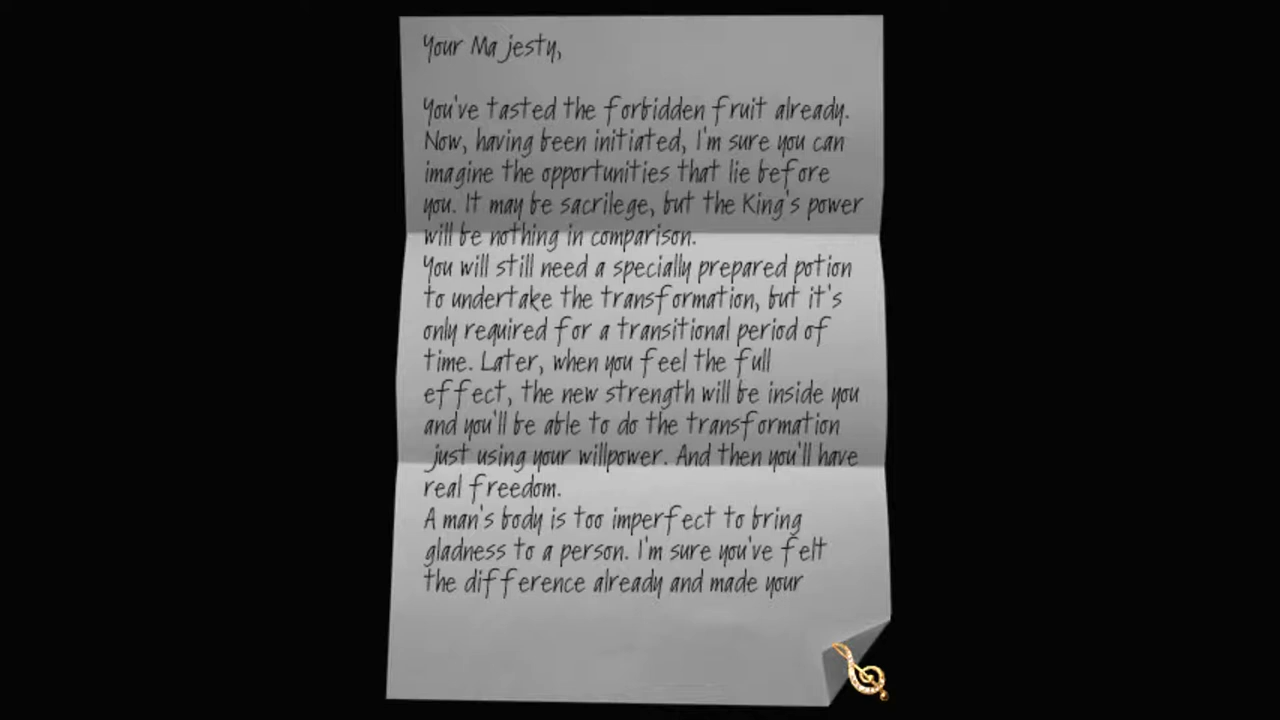 Your Majesty,
You've tasted the forbidden fruit already.
Now, having been initiated, I'm sure you can
imagine the opportunities that lie before
you. It may be sacrilege, but the King's power
will be nothing in comparison.
You will still need a specially prepared potion
to undertake the transformation, but it's
only required for a transitional period of
time. Later, when you feel the full
effect, the new strength will be inside you
and you'll be able to do the transformation
just using your willpower. And then you'll have
real freedom.
A man's body is too imperfect to bring
gladness to a person. I'm sure you've felt
the difference already and made your